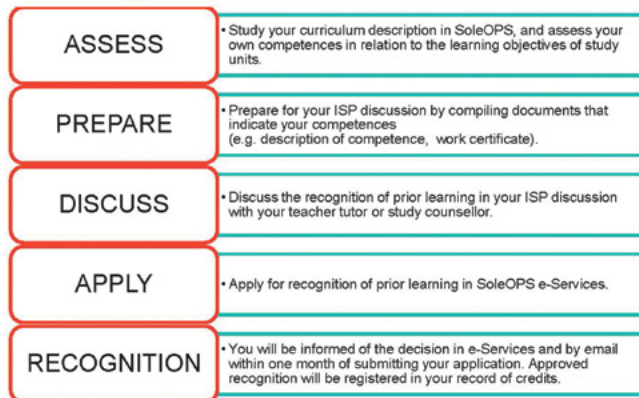 ASSESS
• Study your curriculum description in SoleOPS, and assess your
own competences in relation to the learning objectives of study
units.
PREPARE
• Prepare for your ISP discussion by compiling documents that
indicate your competences
(e.g. description of competence, work certificate).
DISCUSS
• Discuss the recognition of prior learning in your ISP discussion
with your teacher tutor or study counsellor.
APPLY
• Apply for recognition of prior learning in SoleOPS e-Services.
RECOGNITION
• You will be informed of the decision in e-Services and by email
within one month of submitting your application. Approved
recognition will be registered in your record of credits.